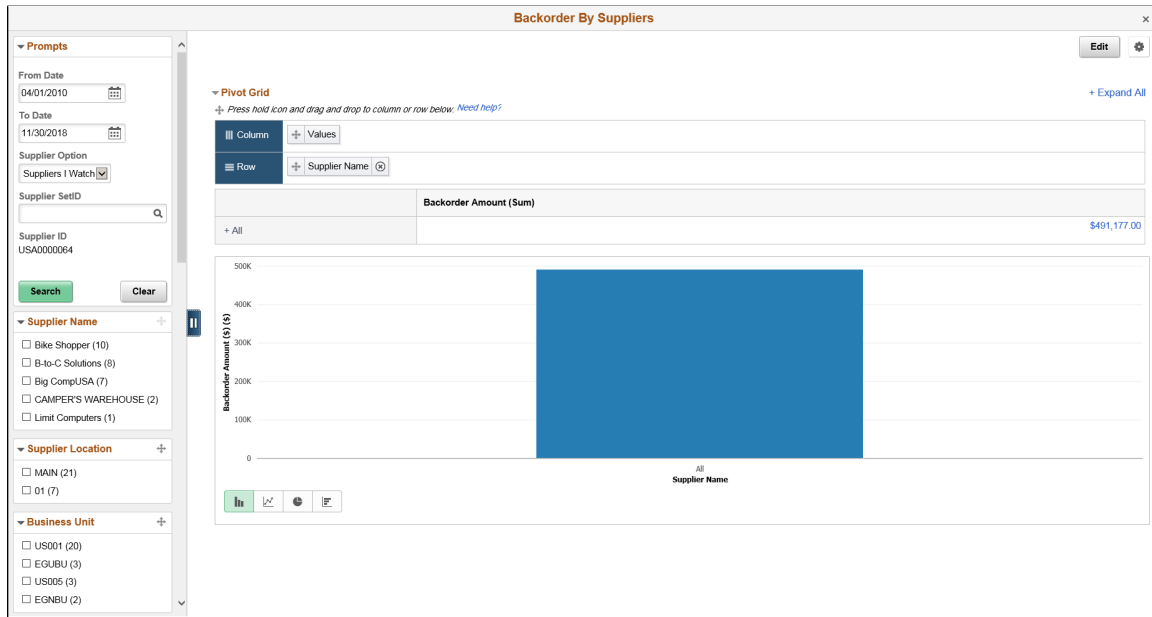 Backorder By Suppliers
×
Prompts
From Date
04/01/2010
To Date
11/30/2018
Supplier Option
Suppliers I Watch
Supplier SetID
Supplier ID
USA0000064
Search Clear
Supplier Name
Bike Shopper (10)
B-to-C Solutions (8)
Big CompUSA (7)
CAMPER'S WAREHOUSE (2)
Limit Computers (1)
Supplier Location
MAIN (21)
01 (7)
Business Unit
US001 (20)
EGUBU (3)
US005 (3)
EGNBU (2)
Edit
Pivot Grid
+ Expand All
Press hold icon and drag and drop to column or row below. Need help?
Column Values
Row Supplier Name
Backorder Amount (Sum)
+ All $491,177.00
Backorder Amount ($) ($)
500K
400K
300K
200K
100K
0
All
Supplier Name